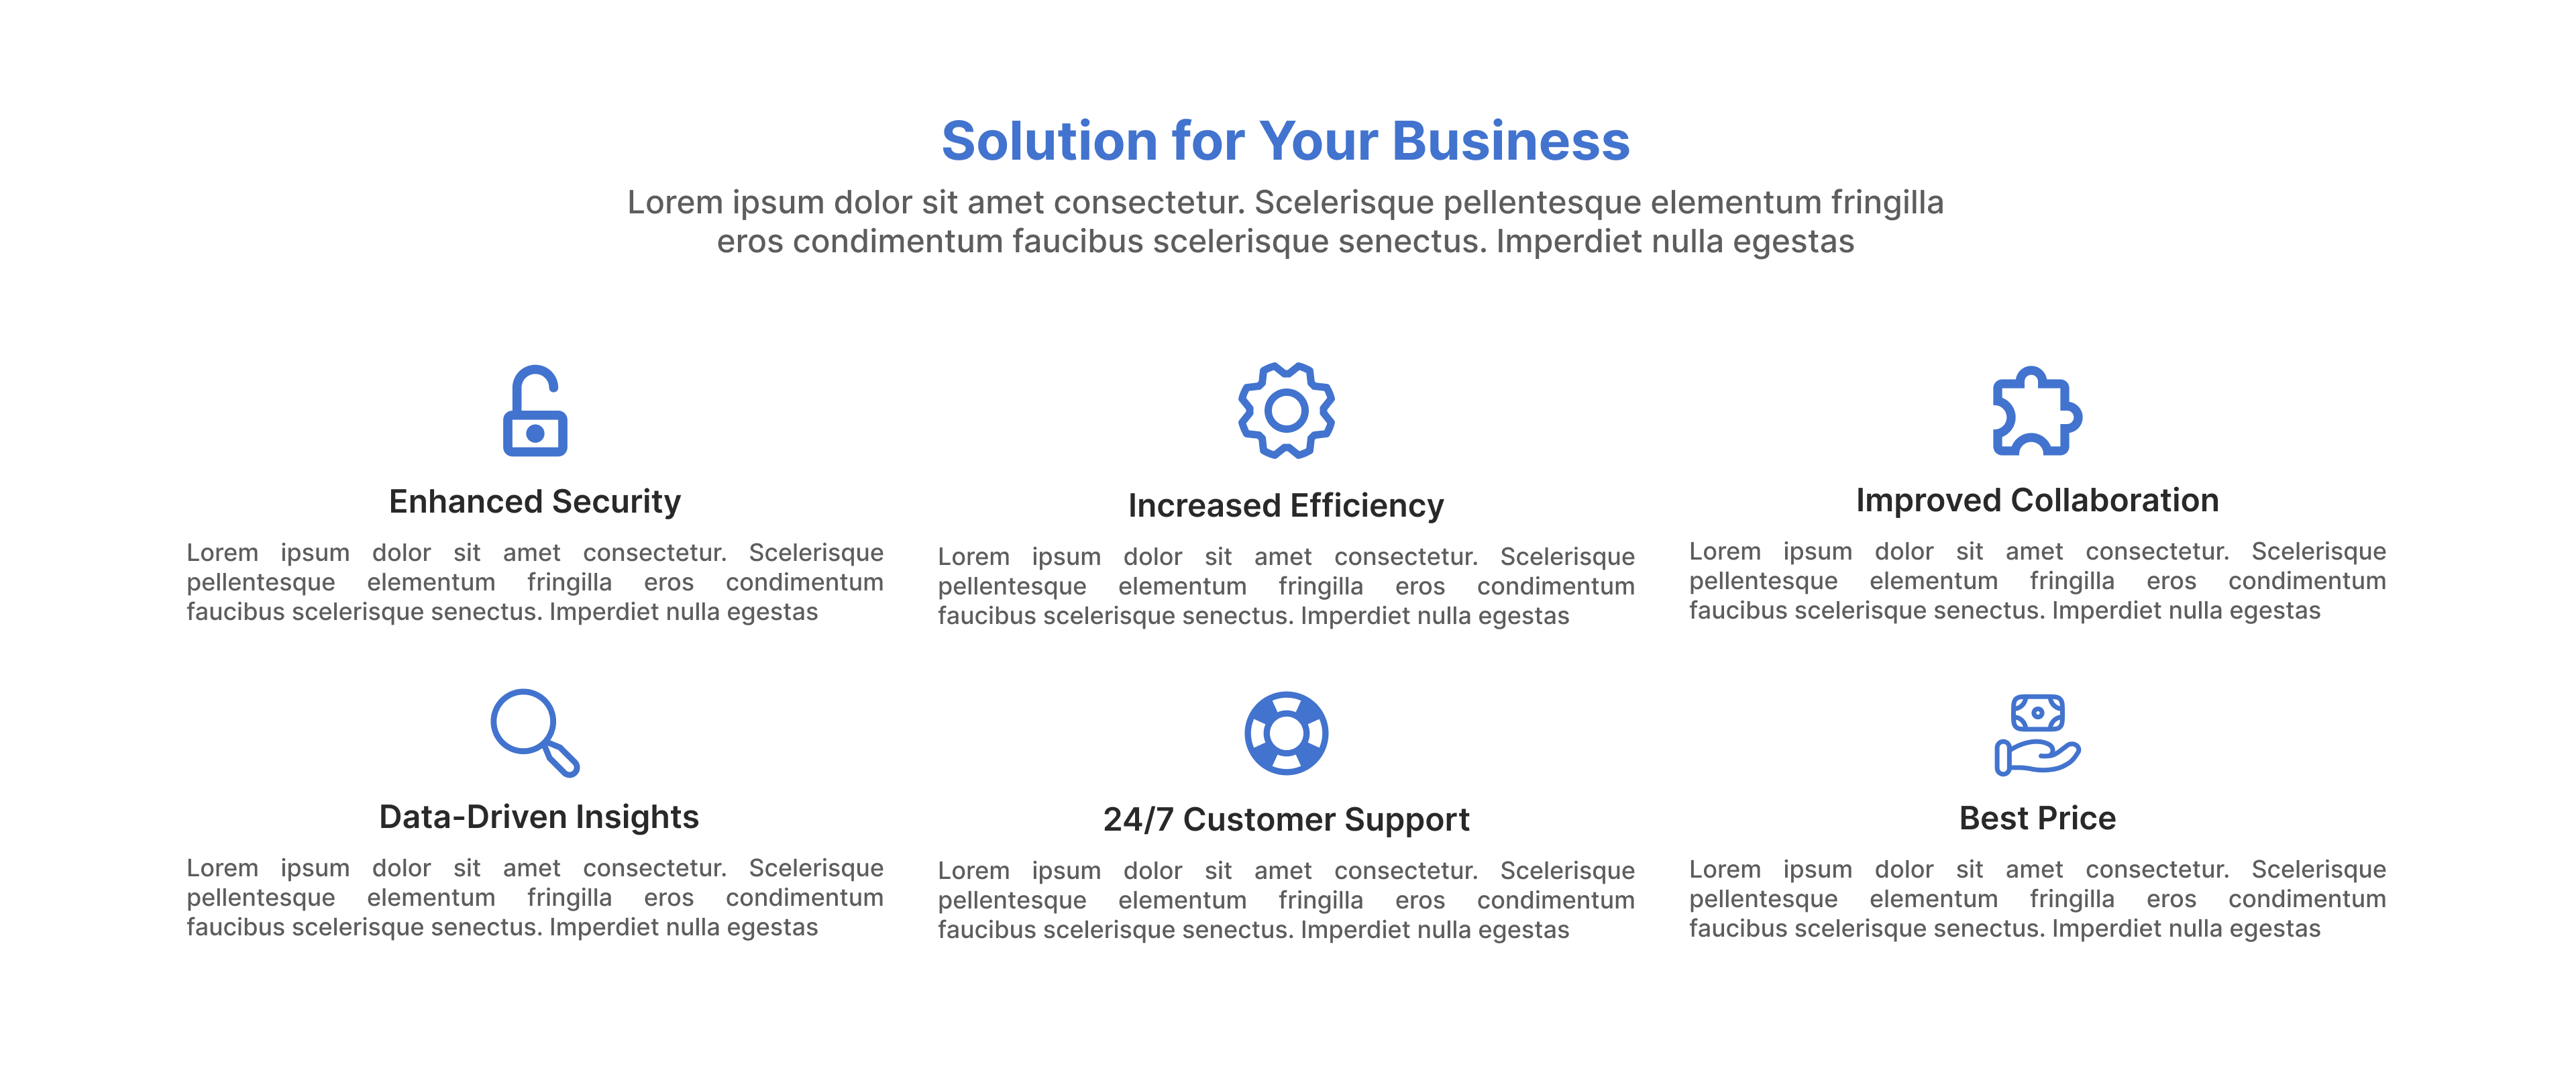 Solution for Your Business
Lorem ipsum dolor sit amet consectetur. Scelerisque pellentesque elementum fringilla
eros condimentum faucibus scelerisque senectus. Imperdiet nulla egestas
Enhanced Security
Lorem ipsum dolor sit amet consectetur. Scelerisque
pellentesque elementum fringilla eros condimentum
faucibus scelerisque senectus. Imperdiet nulla egestas
Increased Efficiency
Lorem ipsum dolor sit amet consectetur. Scelerisque
pellentesque elementum fringilla eros condimentum
faucibus scelerisque senectus. Imperdiet nulla egestas
Improved Collaboration
Lorem ipsum dolor sit amet consectetur. Scelerisque
pellentesque elementum fringilla eros condimentum
faucibus scelerisque senectus. Imperdiet nulla egestas
Data-Driven Insights
Lorem ipsum dolor sit amet consectetur. Scelerisque
pellentesque elementum fringilla eros condimentum
faucibus scelerisque senectus. Imperdiet nulla egestas
24/7 Customer Support
Lorem ipsum dolor sit amet consectetur. Scelerisque
pellentesque elementum fringilla eros condimentum
faucibus scelerisque senectus. Imperdiet nulla egestas
Best Price
Lorem ipsum dolor sit amet consectetur. Scelerisque
pellentesque elementum fringilla eros condimentum
faucibus scelerisque senectus. Imperdiet nulla egestas